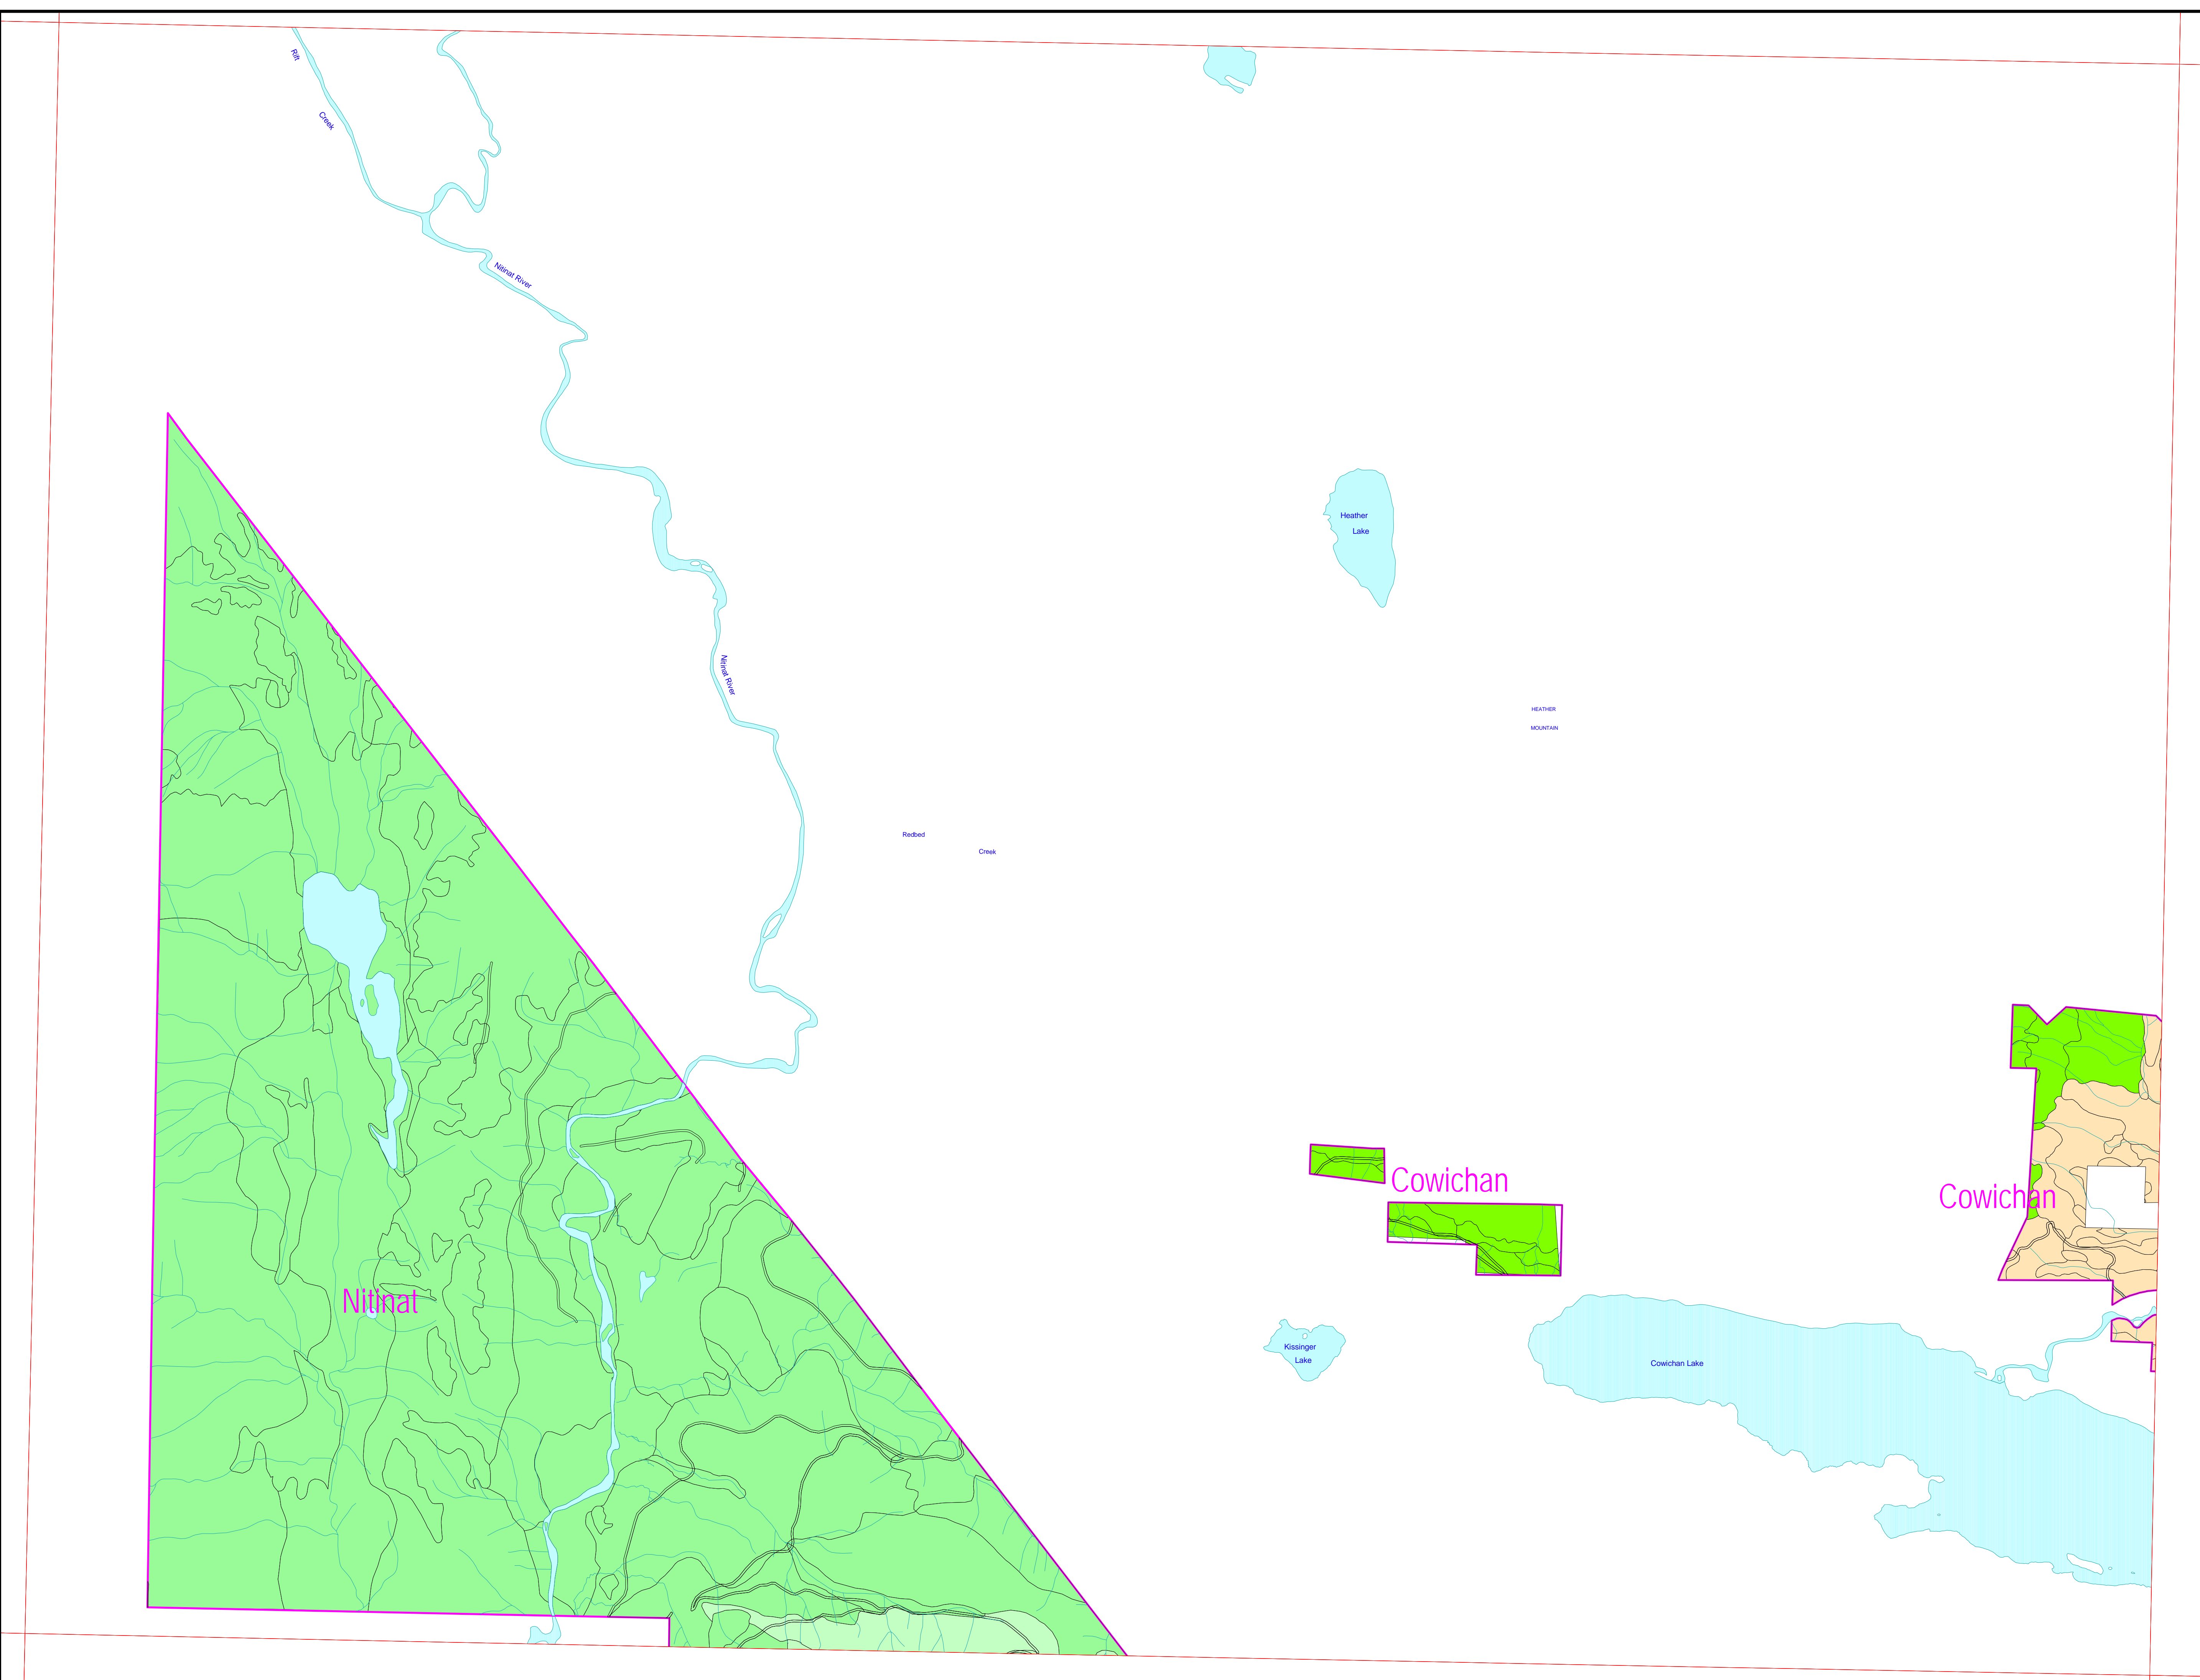 Rift
Creek
Nitinat River
Heather
Lake
Nitinat River
HEATHER
MOUNTAIN
Redbed
Creek
Cowichan
Cowichan
Nitinat
Kissinger
Lake
Cowichan Lake